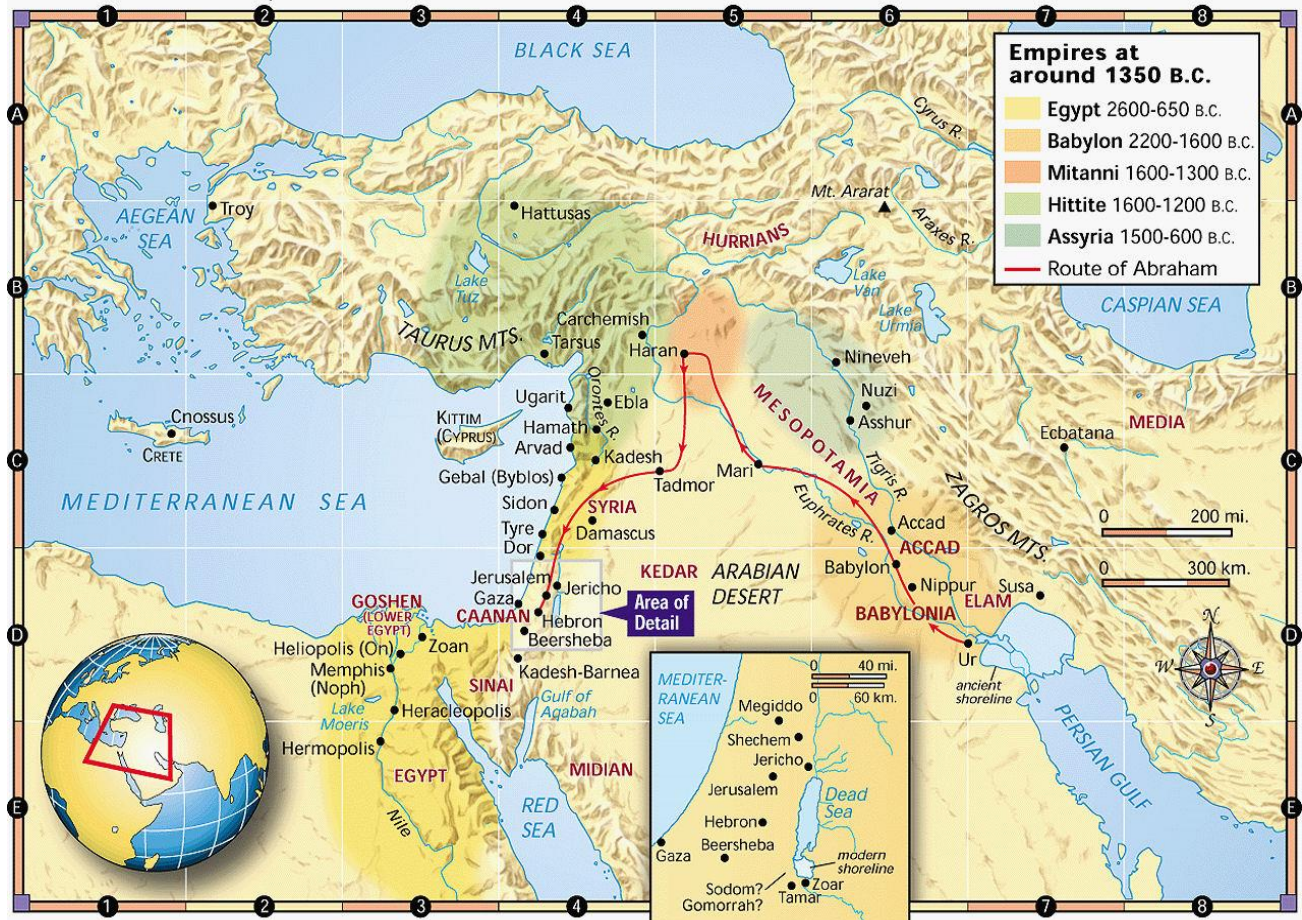 1 2 3 4 5 6 7 8
A
B
C
D
E
A
B
C
D
E
1 2 3 4 5 6 7 8
Empires at
around 1350 B.C.
Egypt 2600-650 B.C.
Babylon 2200-1600 B.C.
Mitanni 1600-1300 B.C.
Hittite 1600-1200 B.C.
Assyria 1500-600 B.C.
Route of Abraham
BLACK SEA
Cyrus R.
Mt. Ararat
Araxes R.
AEGEAN
SEA
Troy
Hattusas
HURRIANS
Lake
Tuz
Lake
Van
Lake
Urmia
CASPIAN SEA
TAURUS MTS.
Carchemish
Tarsus
Haran
Nineveh
Nuzi
Asshur
MESOPOTAMIA
Tigris R.
Orontes R.
Ugarit
Ebla
Hamath
Arvad
Kadesh
Gebal (Byblos)
KITTIM
(CYPRUS)
Cnossus
CRETE
MEDITERRANEAN SEA
Tadmor
Mari
Euphrates R.
Ecbatana
MEDIA
ZAGROS MTS.
Sidon
SYRIA
Tyre
Damascus
Dor
Accad
ACCAD
Babylon
Nippur
Susa
ELAM
BABYLONIA
Ur
ancient
shoreline
PERSIAN GULF
0 200 mi.
0 300 km.
N
W E
S
KEDAR
ARABIAN
DESERT
Jerusalem
Jericho
Gaza
CAANAN
Hebron
Beersheba
Area of
Detail
Kadesh-Barnea
GOSHEN
(LOWER
EGYPT)
Heliopolis (On)
Zoan
Memphis
(Noph)
SINAI
Lake
Moeris
Heracleopolis
Hermopolis
Gulf of
Aqabah
EGYPT
Nile
MIDIAN
RED
SEA
MEDITER-
RANEAN
SEA
0 40 mi.
0 60 km.
Megiddo
Shechem
Jericho
Jerusalem
Dead
Sea
Hebron
Beersheba
Gaza
modern
shoreline
Sodom?
Gomorrah?
Zoar
Tamar